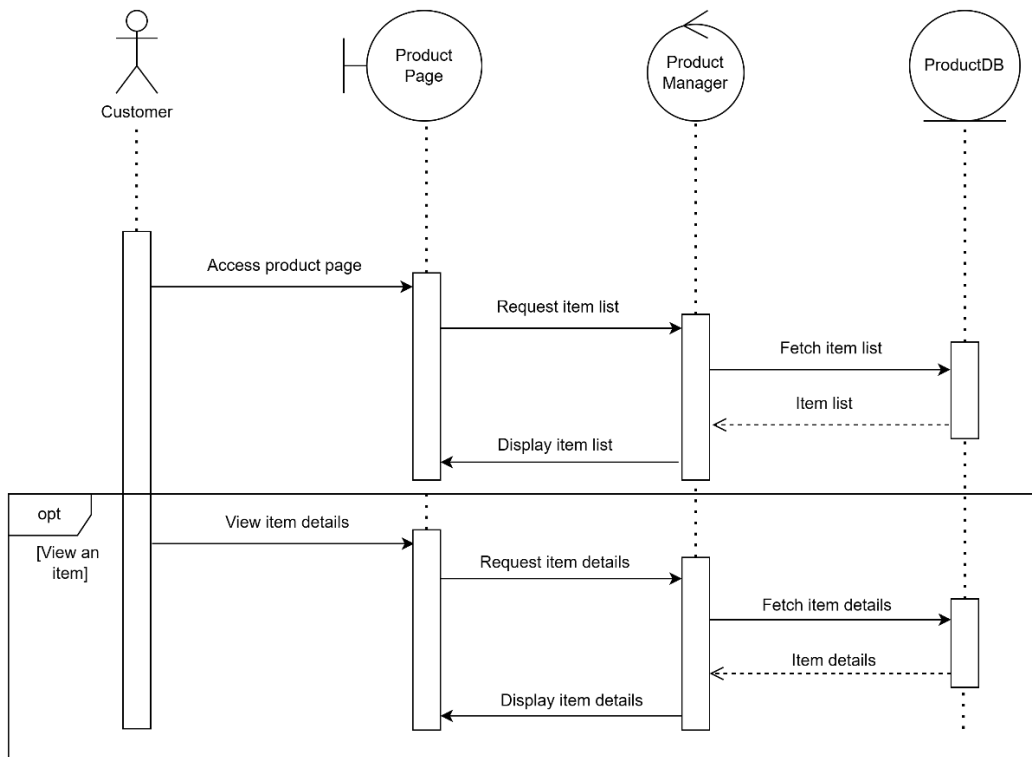 Product
Page
Product
Manager
ProductDB
Customer
Access product page
Request item list
Fetch item list
Item list
Display item list
opt
[View an
item]
View item details
Request item details
Fetch item details
Item details
Display item details